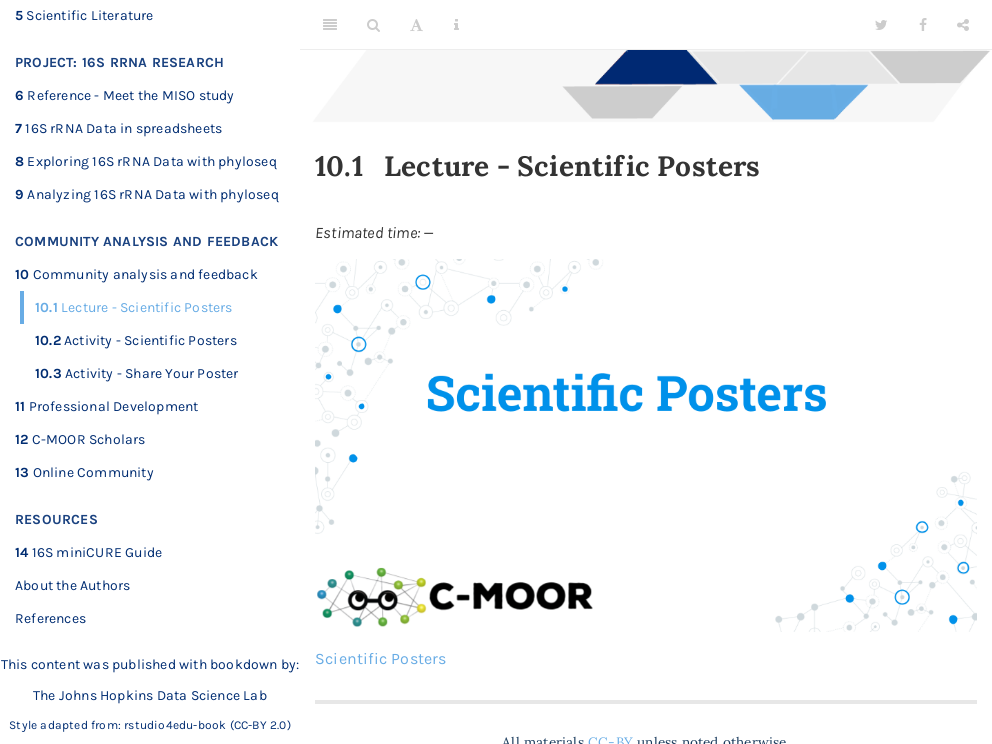 5 Scientific Literature
PROJECT: 16S RRNA RESEARCH
6 Reference - Meet the MISO study
7 16S rRNA Data in spreadsheets
8 Exploring 16S rRNA Data with phyloseq
9 Analyzing 16S rRNA Data with phyloseq
COMMUNITY ANALYSIS AND FEEDBACK
10 Community analysis and feedback
10.1 Lecture - Scientific Posters
10.2 Activity - Scientific Posters
10.3 Activity - Share Your Poster
11 Professional Development
12 C-MOOR Scholars
13 Online Community
RESOURCES
14 16S miniCURE Guide
About the Authors
References
This content was published with bookdown by:
The Johns Hopkins Data Science Lab
Style adapted from: rstudio4edu-book (CC-BY 2.0)
10.1 Lecture - Scientific Posters
Estimated time: –
Scientific Posters
C-MOOR
Scientific Posters
All materials CC-BY unless noted otherwise